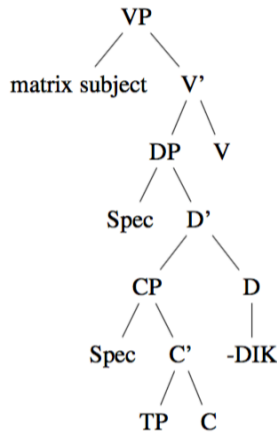 VP
matrix subject V’
DP V
Spec D’
CP D
Spec C’ -DIK
TP C